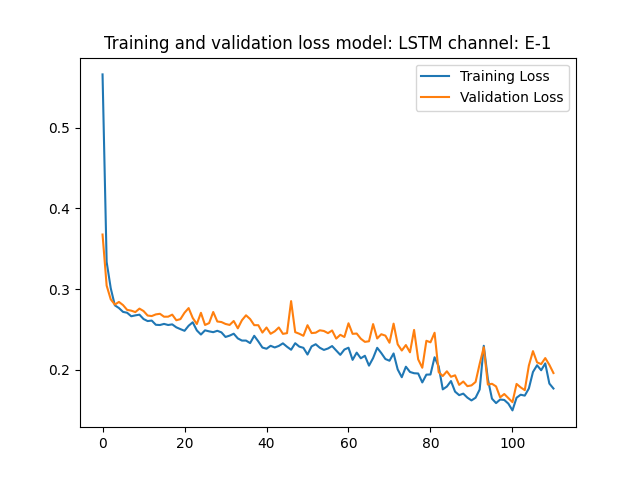 Training and validation loss model: LSTM channel: E-1
Training Loss
Validation Loss
0.5
0.4
0.3
0.2
0 20 40 60 80 100